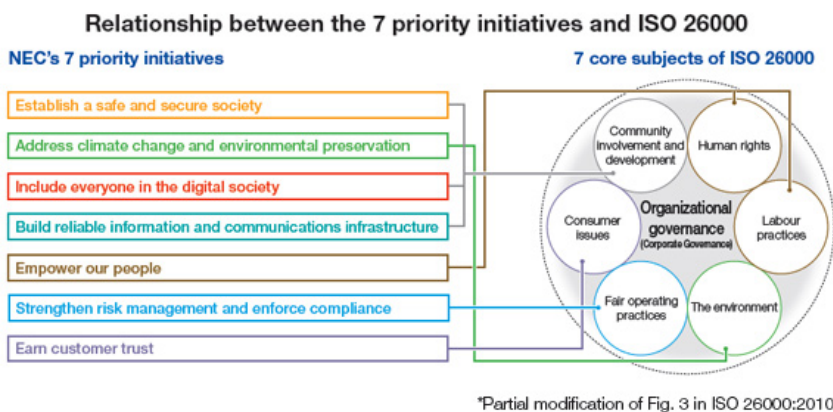 Relationship between the 7 priority initiatives and ISO 26000
NEC's 7 priority initiatives
7 core subjects of ISO 26000
Establish a safe and secure society
Address climate change and environmental preservation
Include everyone in the digital society
Build reliable information and communications infrastructure
Empower our people
Strengthen risk management and enforce compliance
Earn customer trust
Community
involvement and
development
Human rights
Consumer
issues
Organizational
governance
(Corporate Governance)
Labour
practices
Fair operating
practices
The environment
*Partial modification of Fig. 3 in ISO 26000:2010